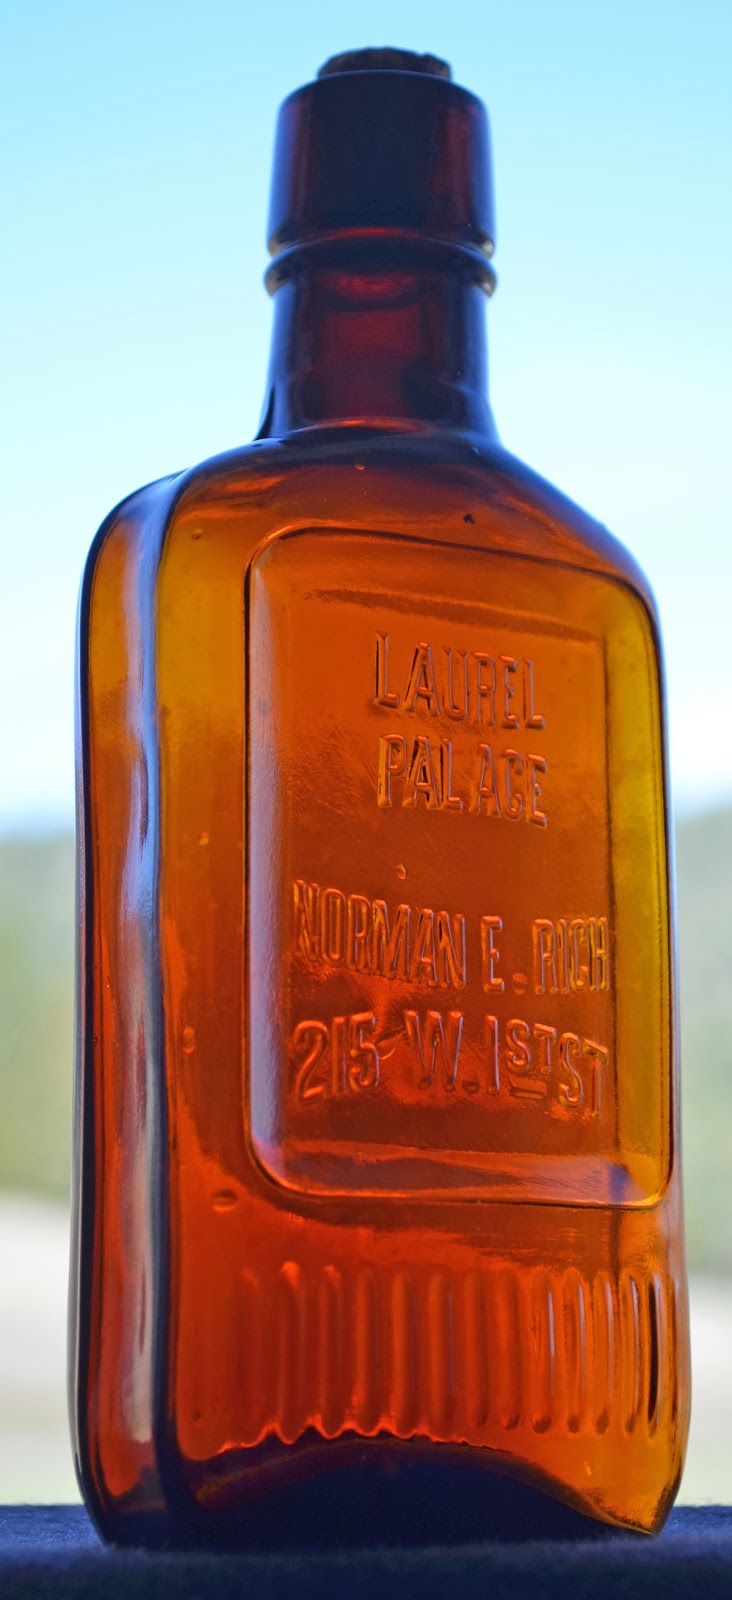 LAUREL
PALACE
NORMAN E. RICH
215 W. 1ST ST